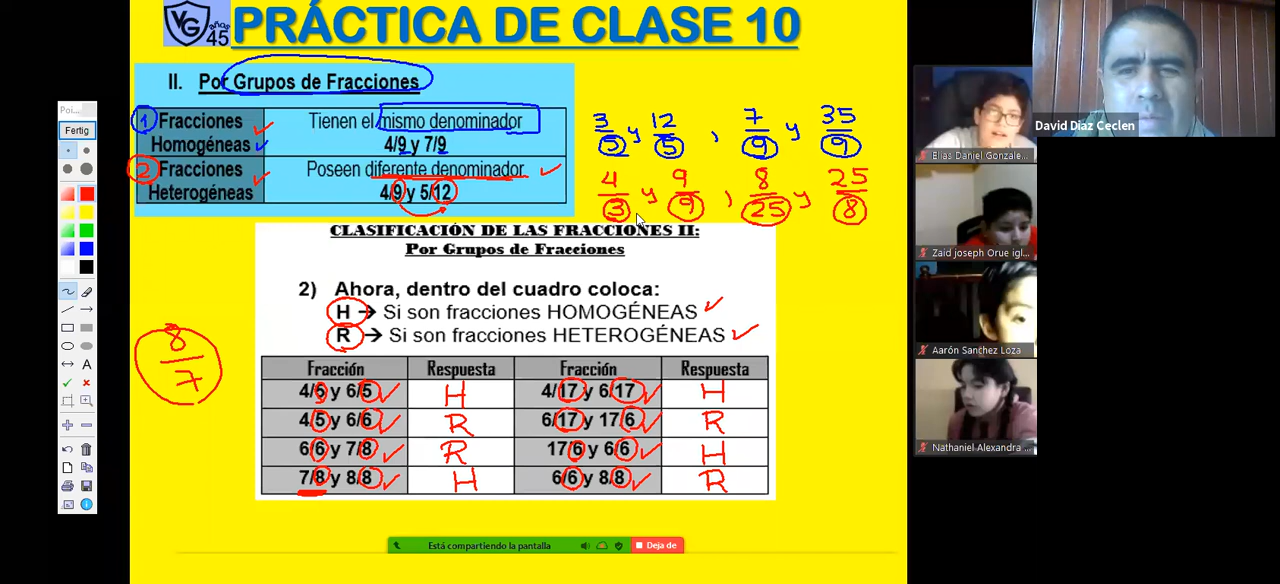 VG
años
45
PRÁCTICA DE CLASE 10
II. Por Grupos de Fracciones
1 Fracciones Homogéneas
Tienen el mismo denominador
4/9 y 7/9
2 Fracciones Heterogéneas
Poseen diferente denominador
4/9 y 5/12
3/5 y 12/5 , 7/9 y 35/9
4/3 y 9/9 , 8/25 y 25/8
CLASIFICACIÓN DE LAS FRACCIONES II:
Por Grupos de Fracciones
2) Ahora, dentro del cuadro coloca:
H → Si son fracciones HOMOGÉNEAS
R → Si son fracciones HETEROGÉNEAS
8/7
Fracción Respuesta Fracción Respuesta
4/5 y 6/5 H 4/17 y 6/17 H
4/5 y 6/6 R 6/17 y 17/6 R
6/6 y 7/8 R 17/6 y 6/6 H
7/8 y 8/8 H 6/6 y 8/8 R
Poi...
Fertig
A
Está compartiendo la pantalla
Deja de
David Diaz Ceclen
Elias Daniel Gonzale...
Zaid joseph Orue igl...
Aarón Sanchez Loza
Nathaniel Alexandra